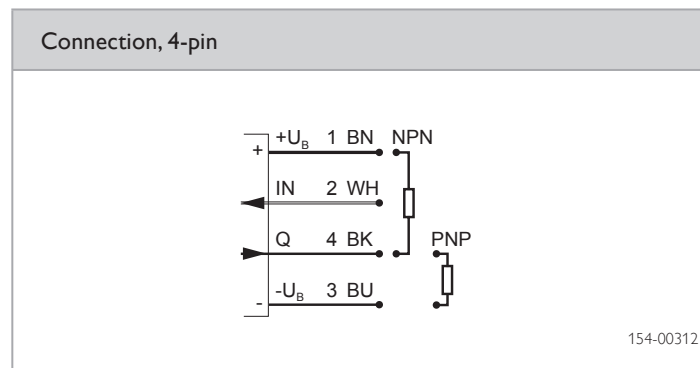 Connection, 4-pin
+U_B 1 BN NPN
+
IN 2 WH
Q 4 BK PNP
-U_B 3 BU
-
154-00312